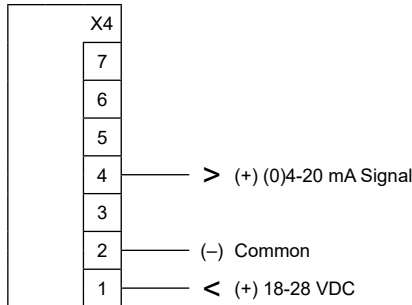 X4
7
6
5
4 > (+) (0)4-20 mA Signal
3
2 (–) Common
1 < (+) 18-28 VDC